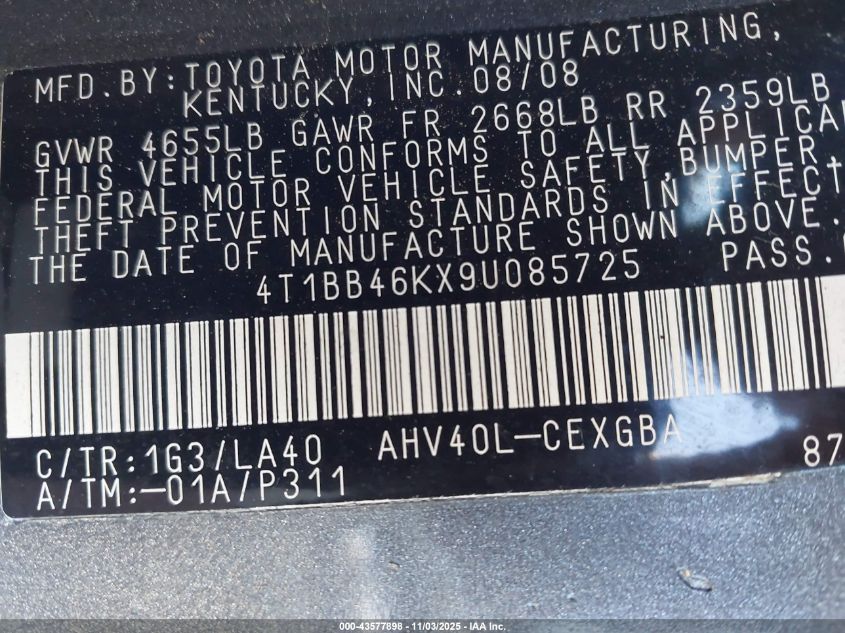 MFD.BY:TOYOTA MOTOR MANUFACTURING,
KENTUCKY,INC.08/08
GVWR 4655LB GAWR FR 2668LB RR 2359LB
THIS VEHICLE CONFORMS TO ALL APPLICA
FEDERAL MOTOR VEHICLE SAFETY,BUMPER,
THEFT PREVENTION STANDARDS IN EFFECT
THE DATE OF MANUFACTURE SHOWN ABOVE.
4T1BB46KX9U085725 PASS.
C/TR:1G3/LA40 AHV40L-CEXGBA 87
A/TM:-01A/P311
000-43577898 - 11/03/2025 - IAA Inc.